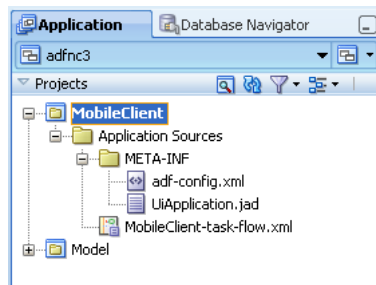 Application Database Navigator
adfnc3
Projects
MobileClient
Application Sources
META-INF
adf-config.xml
UiApplication.jad
MobileClient-task-flow.xml
Model